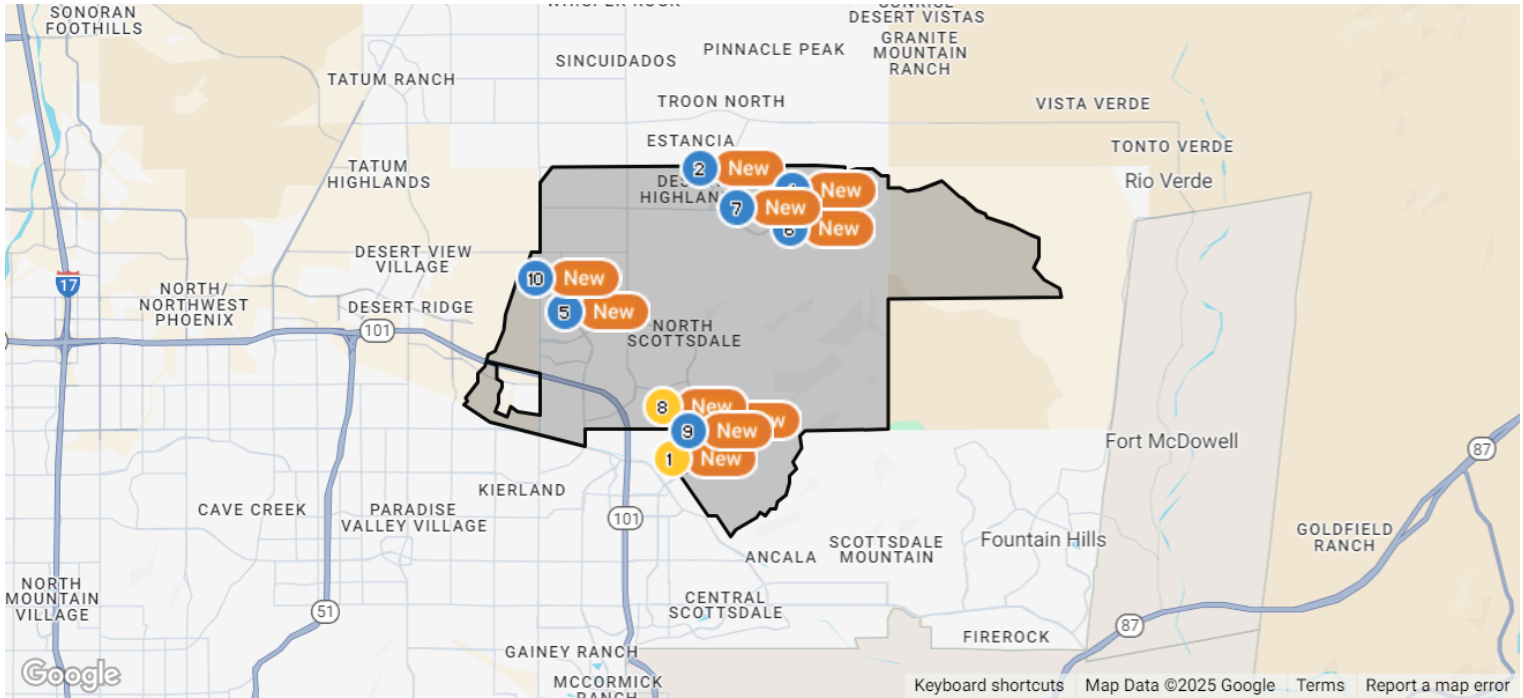 SONORAN
FOOTHILLS
DESERT VISTAS
GRANITE
MOUNTAIN
RANCH
PINNACLE PEAK
SINCUIDADOS
TATUM RANCH
TROON NORTH
VISTA VERDE
ESTANCIA
TONTO VERDE
2 New
TATUM
HIGHLANDS
Rio Verde
New
7 New
6 New
DESERT VIEW
VILLAGE
10 New
17
NORTH/
NORTHWEST
PHOENIX
DESERT RIDGE
5 New
101
NORTH
SCOTTSDALE
8 New
9 New
1 New
Fort McDowell
87
KIERLAND
CAVE CREEK
PARADISE
VALLEY VILLAGE
101
GOLDFIELD
RANCH
Fountain Hills
SCOTTSDALE
MOUNTAIN
ANCALA
NORTH
MOUNTAIN
VILLAGE
51
CENTRAL
SCOTTSDALE
87
FIREROCK
GAINEY RANCH
MCCORMICK
Google
Keyboard shortcuts Map Data ©2025 Google Terms Report a map error